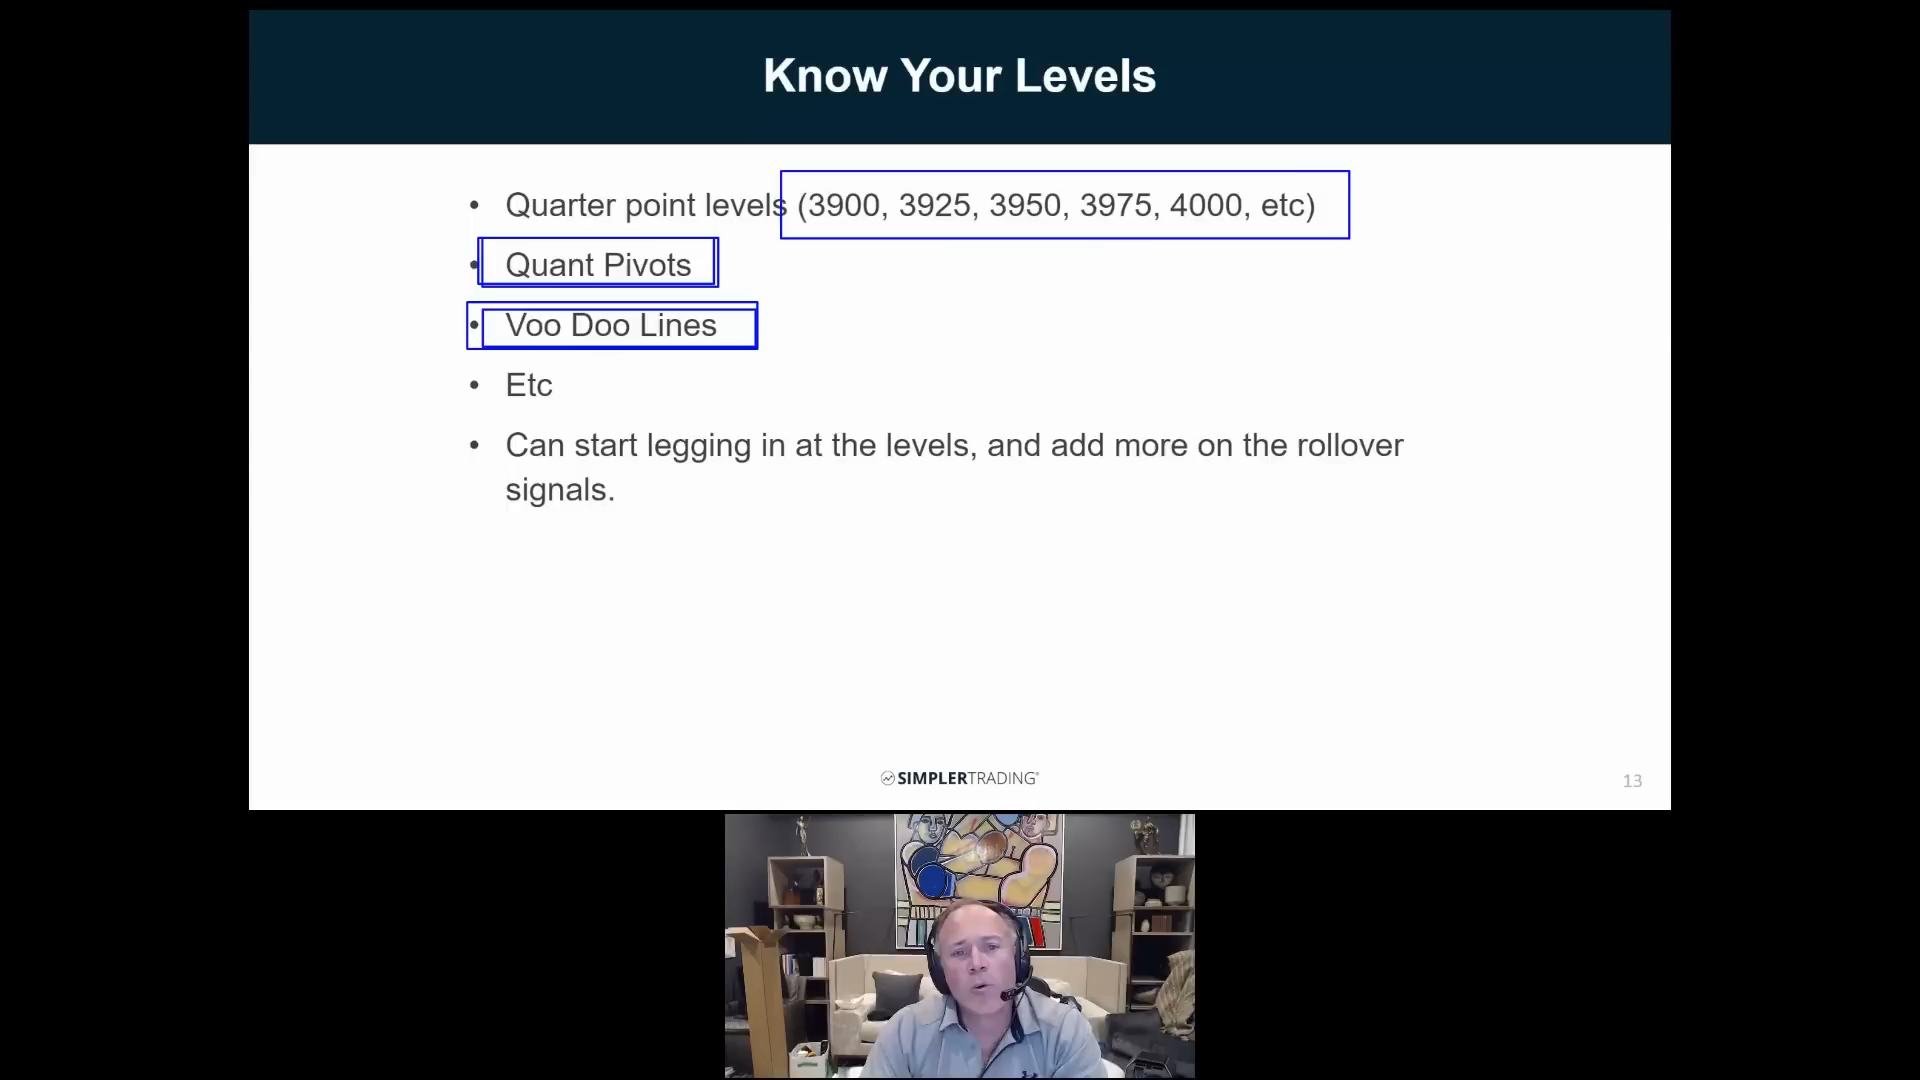 Know Your Levels
• Quarter point levels (3900, 3925, 3950, 3975, 4000, etc)
• Quant Pivots
• Voo Doo Lines
• Etc
• Can start legging in at the levels, and add more on the rollover
signals.
SIMPLERTRADING®
13